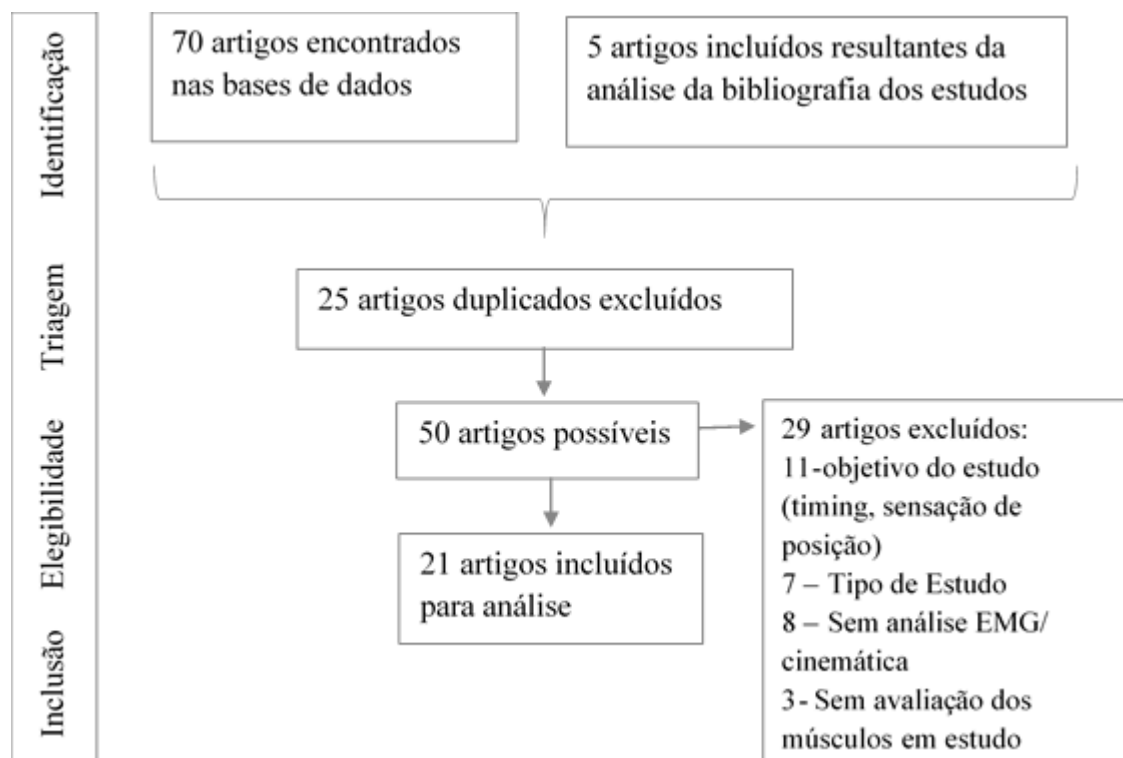 Identificação
70 artigos encontrados
nas bases de dados
5 artigos incluídos resultantes da
análise da bibliografia dos estudos
Triagem
25 artigos duplicados excluídos
Elegibilidade
50 artigos possíveis
29 artigos excluídos:
11-objetivo do estudo
(timing, sensação de
posição)
7 – Tipo de Estudo
8 – Sem análise EMG/
cinemática
3- Sem avaliação dos
músculos em estudo
21 artigos incluídos
para análise
Inclusão